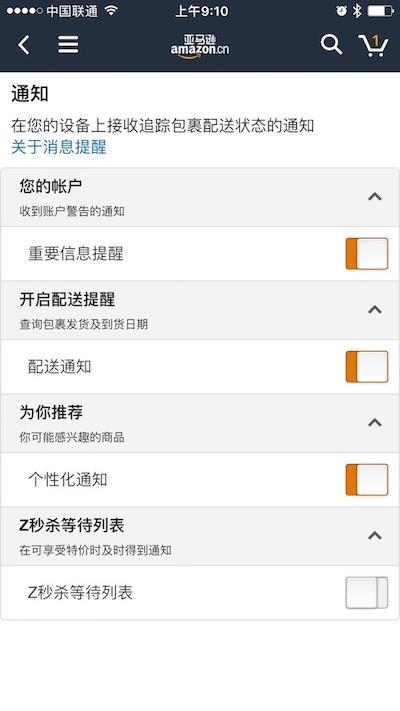 中国联通 上午9:10
亚马逊
amazon.cn
1
通知
在您的设备上接收追踪包裹配送状态的通知
关于消息提醒
您的帐户
收到账户警告的通知
重要信息提醒
开启配送提醒
查询包裹发货及到货日期
配送通知
为你推荐
你可能感兴趣的商品
个性化通知
Z秒杀等待列表
在可享受特价时及时得到通知
Z秒杀等待列表